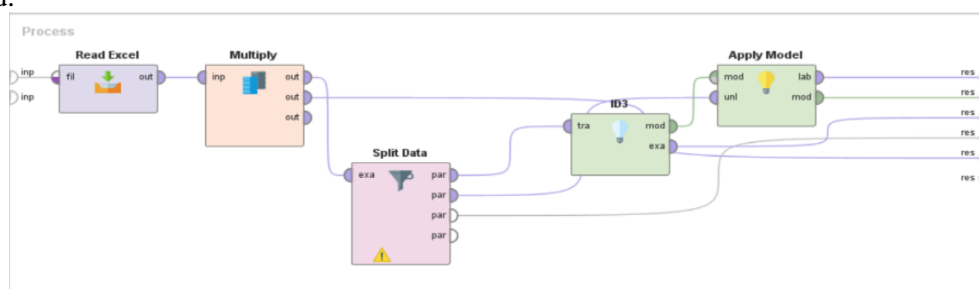 d.
Process
Read Excel
Multiply
Apply Model
inp
fil
out
inp
out
mod
lab
res
inp
out
unl
mod
res
out
ID3
res
tra
mod
res
exa
res
Split Data
exa
par
res
par
par
par